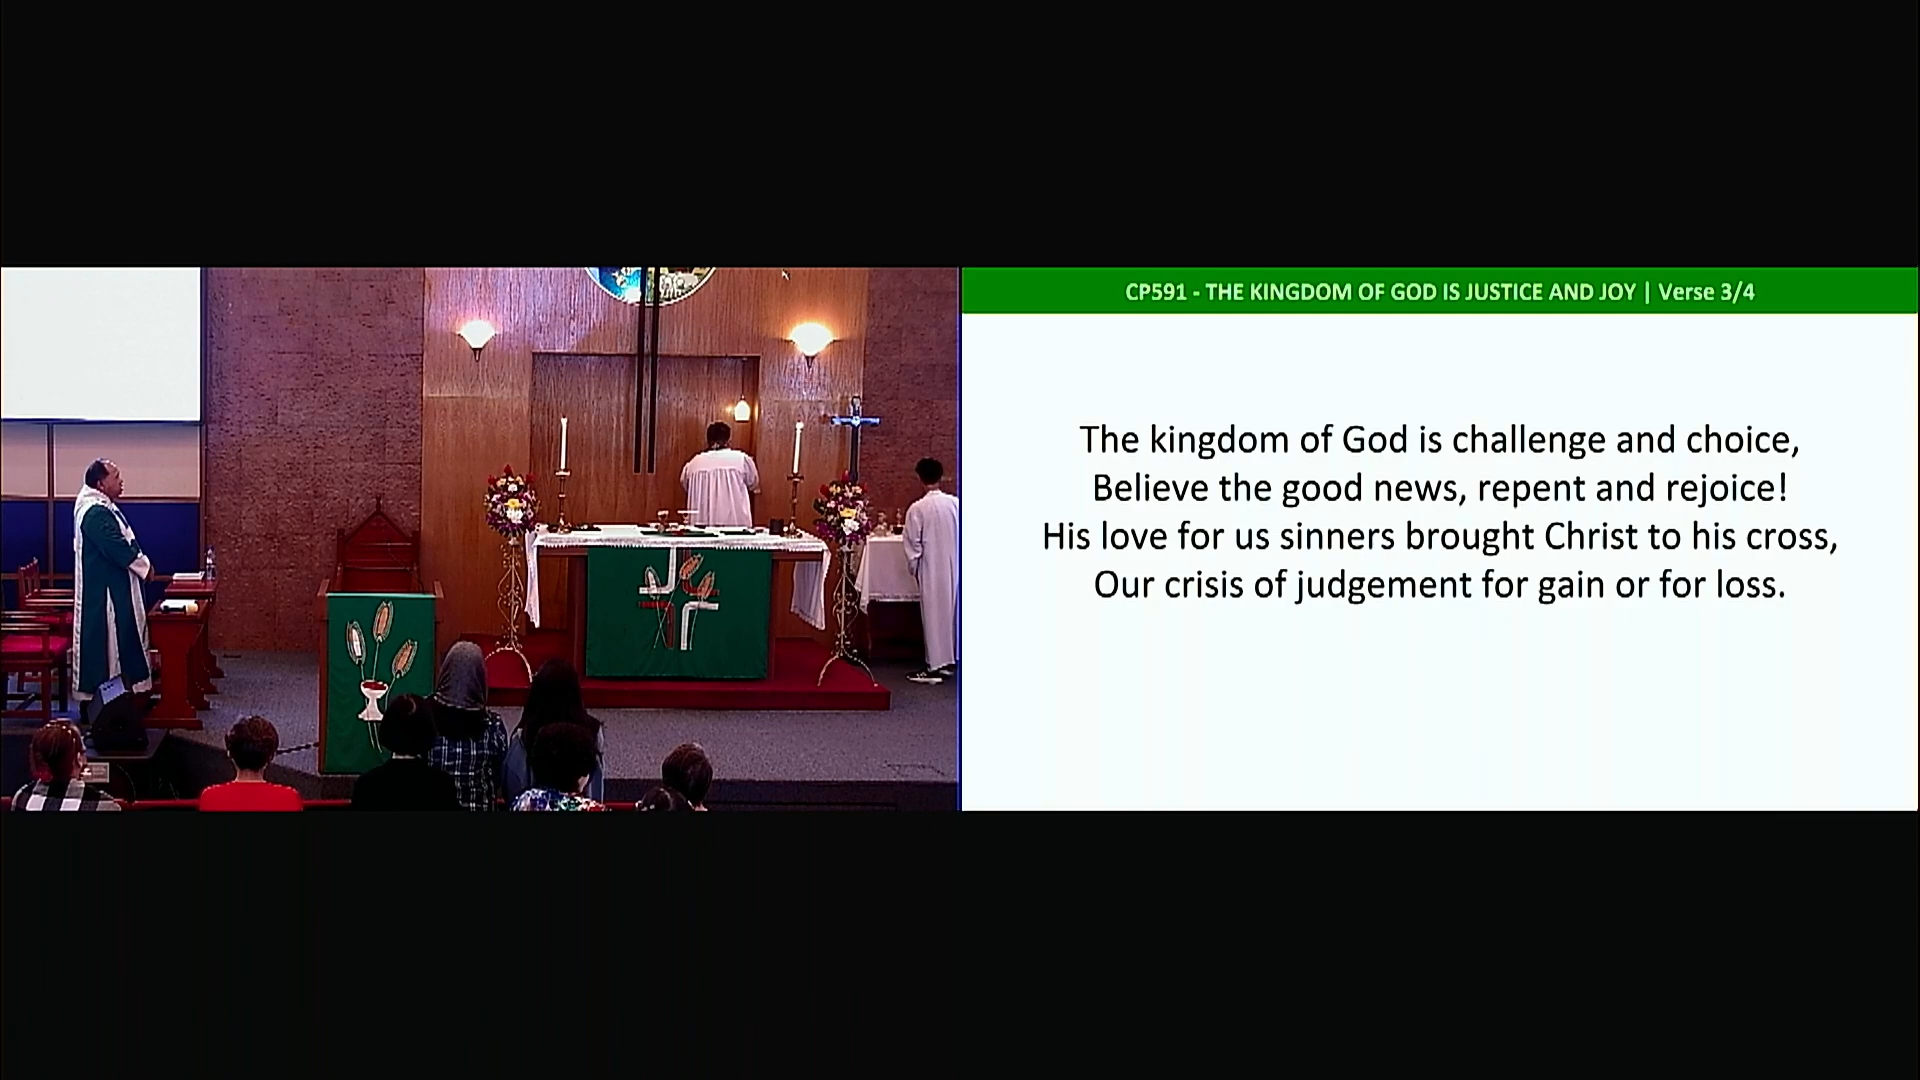 CP591 - THE KINGDOM OF GOD IS JUSTICE AND JOY | Verse 3/4
The kingdom of God is challenge and choice,
Believe the good news, repent and rejoice!
His love for us sinners brought Christ to his cross,
Our crisis of judgement for gain or for loss.